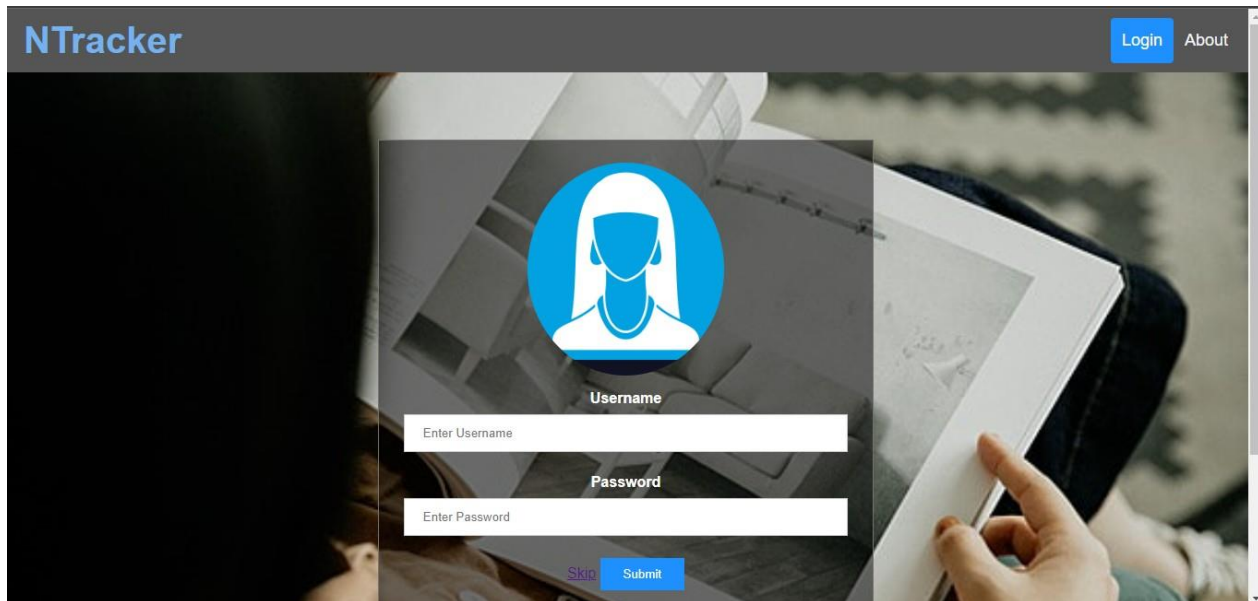 NTracker
Login About
Username
Enter Username
Password
Enter Password
Skip Submit